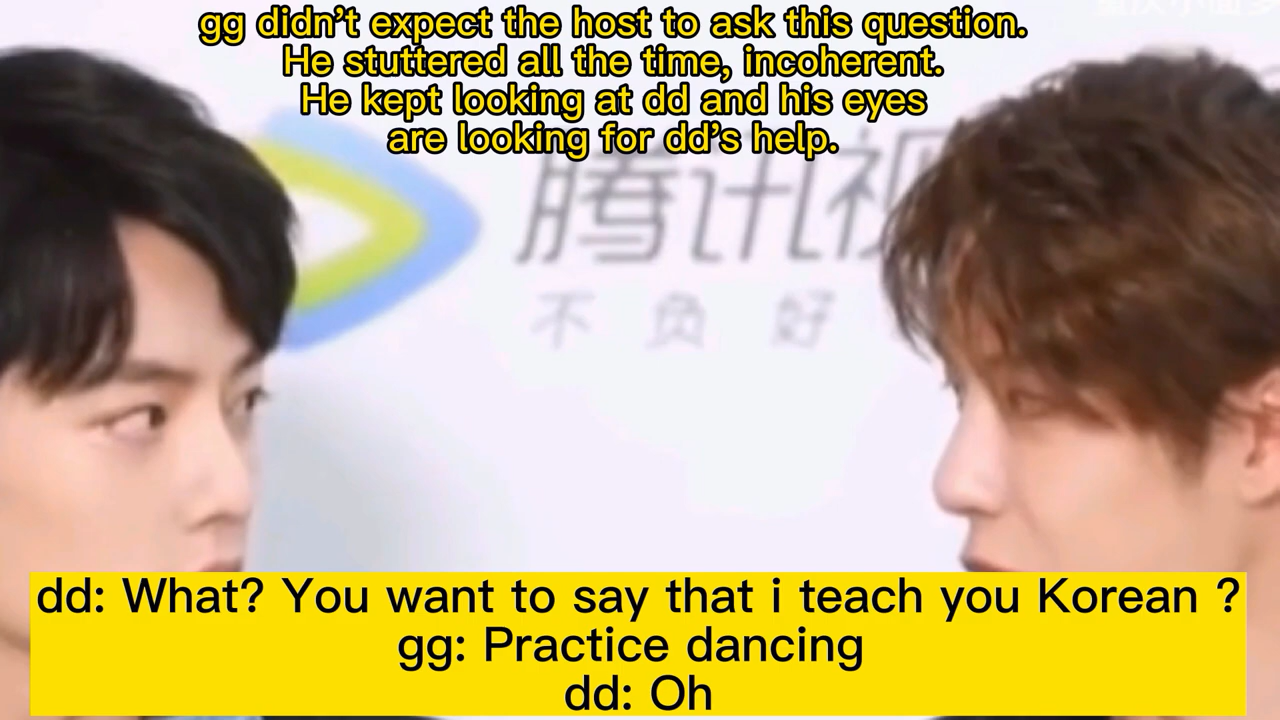 gg didn't expect the host to ask this question.
He stuttered all the time, incoherent.
He kept looking at dd and his eyes
are looking for dd's help.
腾讯视
不负好
dd: What? You want to say that i teach you Korean ?
gg: Practice dancing
dd: Oh